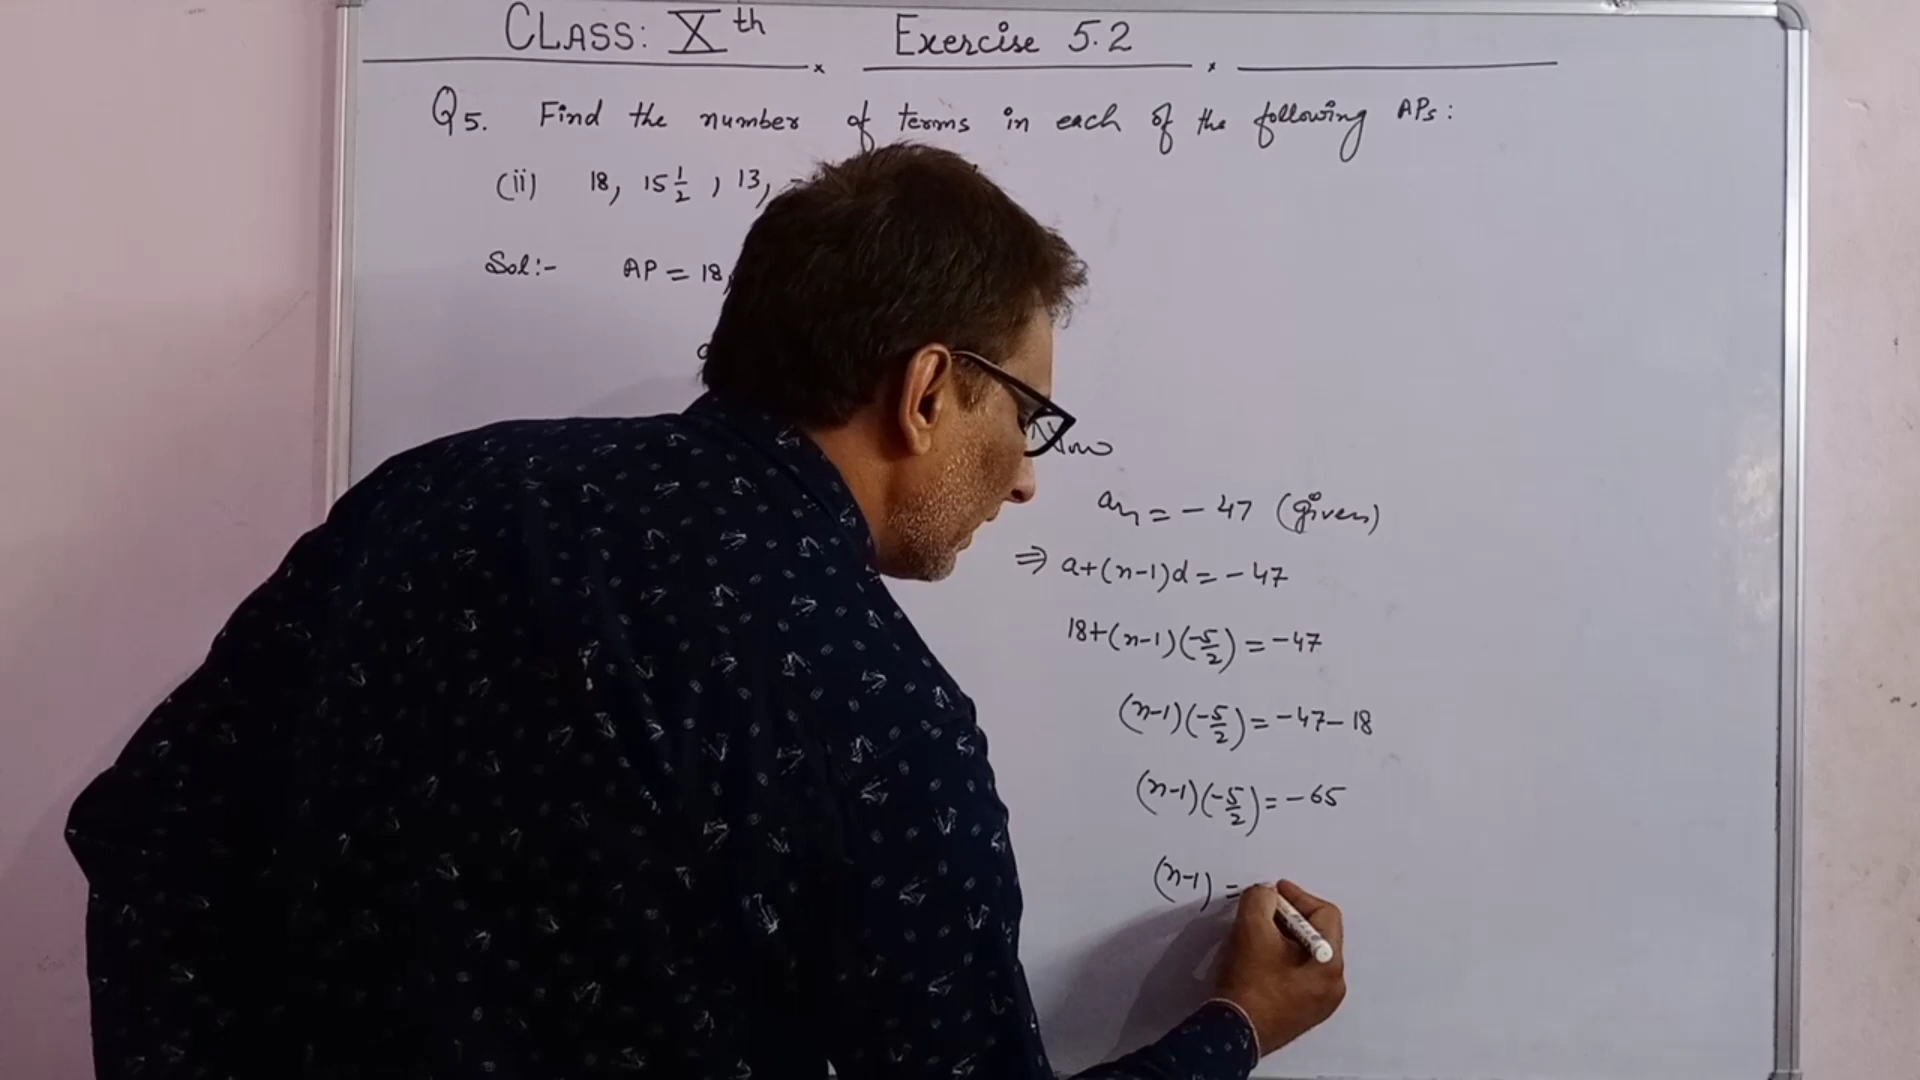 CLASS: Xth Exercise 5.2
Q5. Find the number of terms in each of the following APs:
(ii) 18, 15 1/2, 13,
Sol:- AP = 18,
an = - 47 (given)
⇒ a+(n-1)d = - 47
18+(n-1)(-5/2) = -47
(n-1)(-5/2) = -47-18
(n-1)(-5/2) = -65
(n-1) =